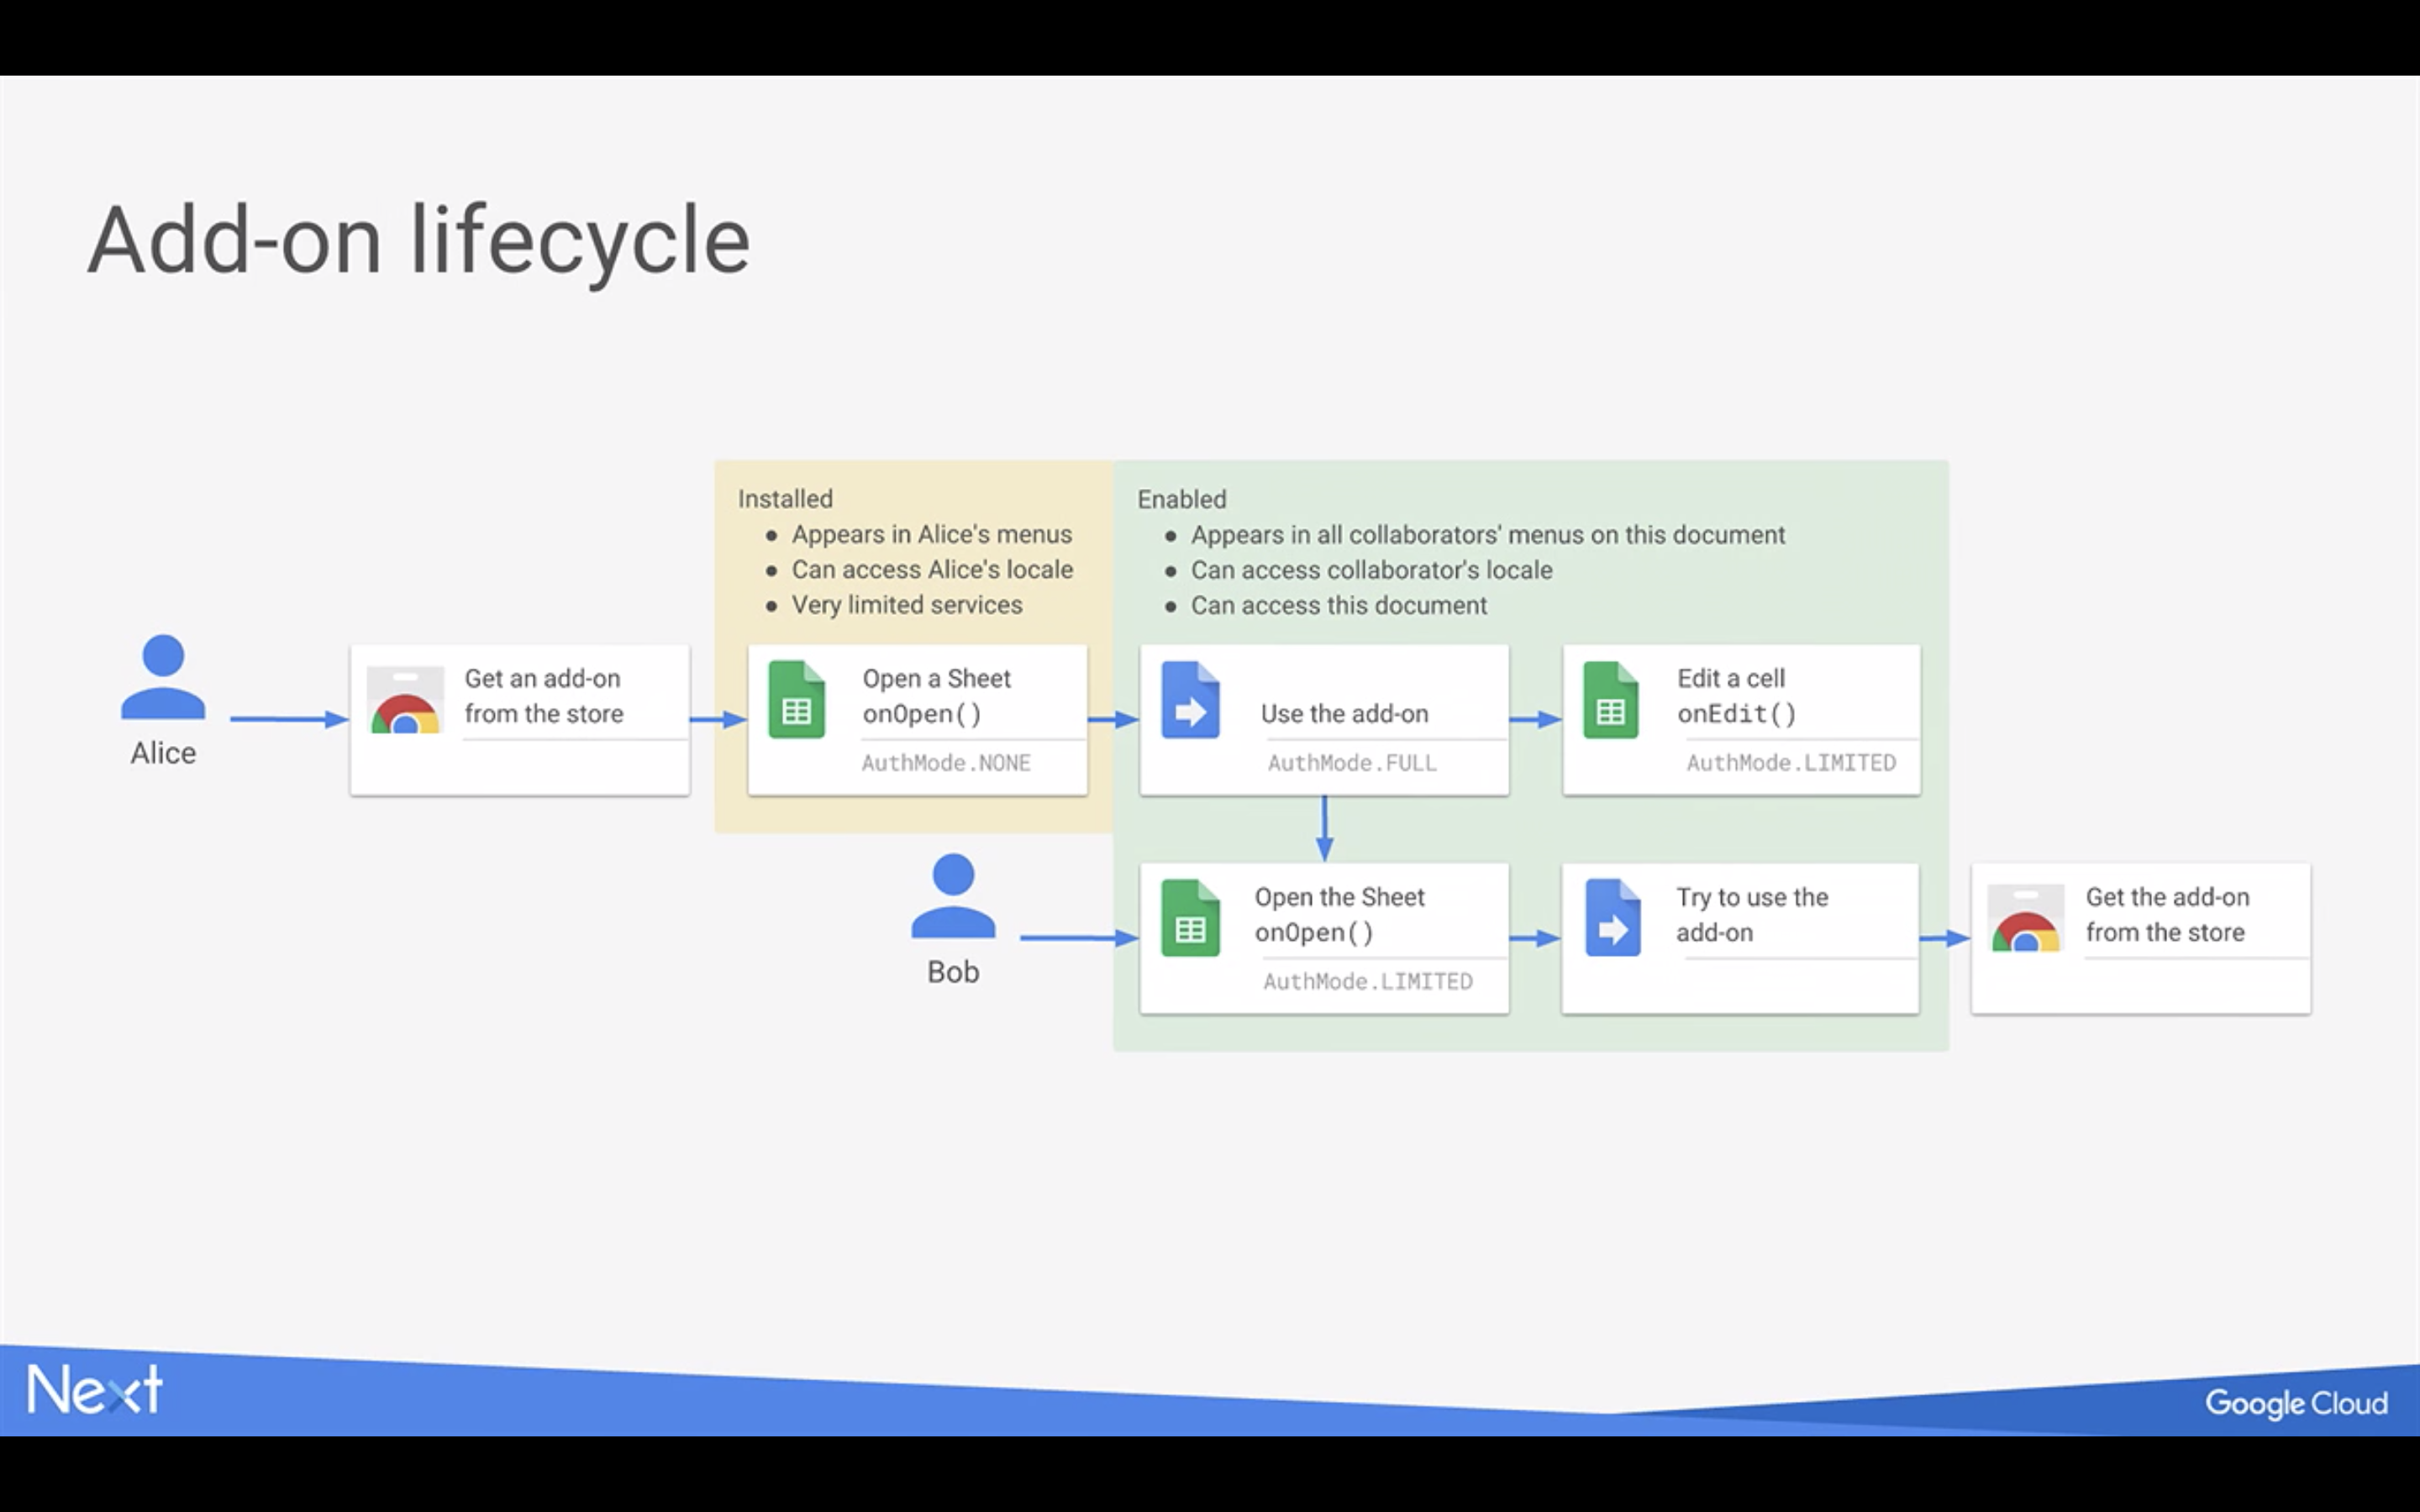 Add-on lifecycle
Installed
● Appears in Alice's menus
● Can access Alice's locale
● Very limited services
Enabled
● Appears in all collaborators' menus on this document
● Can access collaborator's locale
● Can access this document
Alice
Get an add-on
from the store
Open a Sheet
onOpen()
AuthMode.NONE
Use the add-on
AuthMode.FULL
Edit a cell
onEdit()
AuthMode.LIMITED
Bob
Open the Sheet
onOpen()
AuthMode.LIMITED
Try to use the
add-on
Get the add-on
from the store
Next
Google Cloud